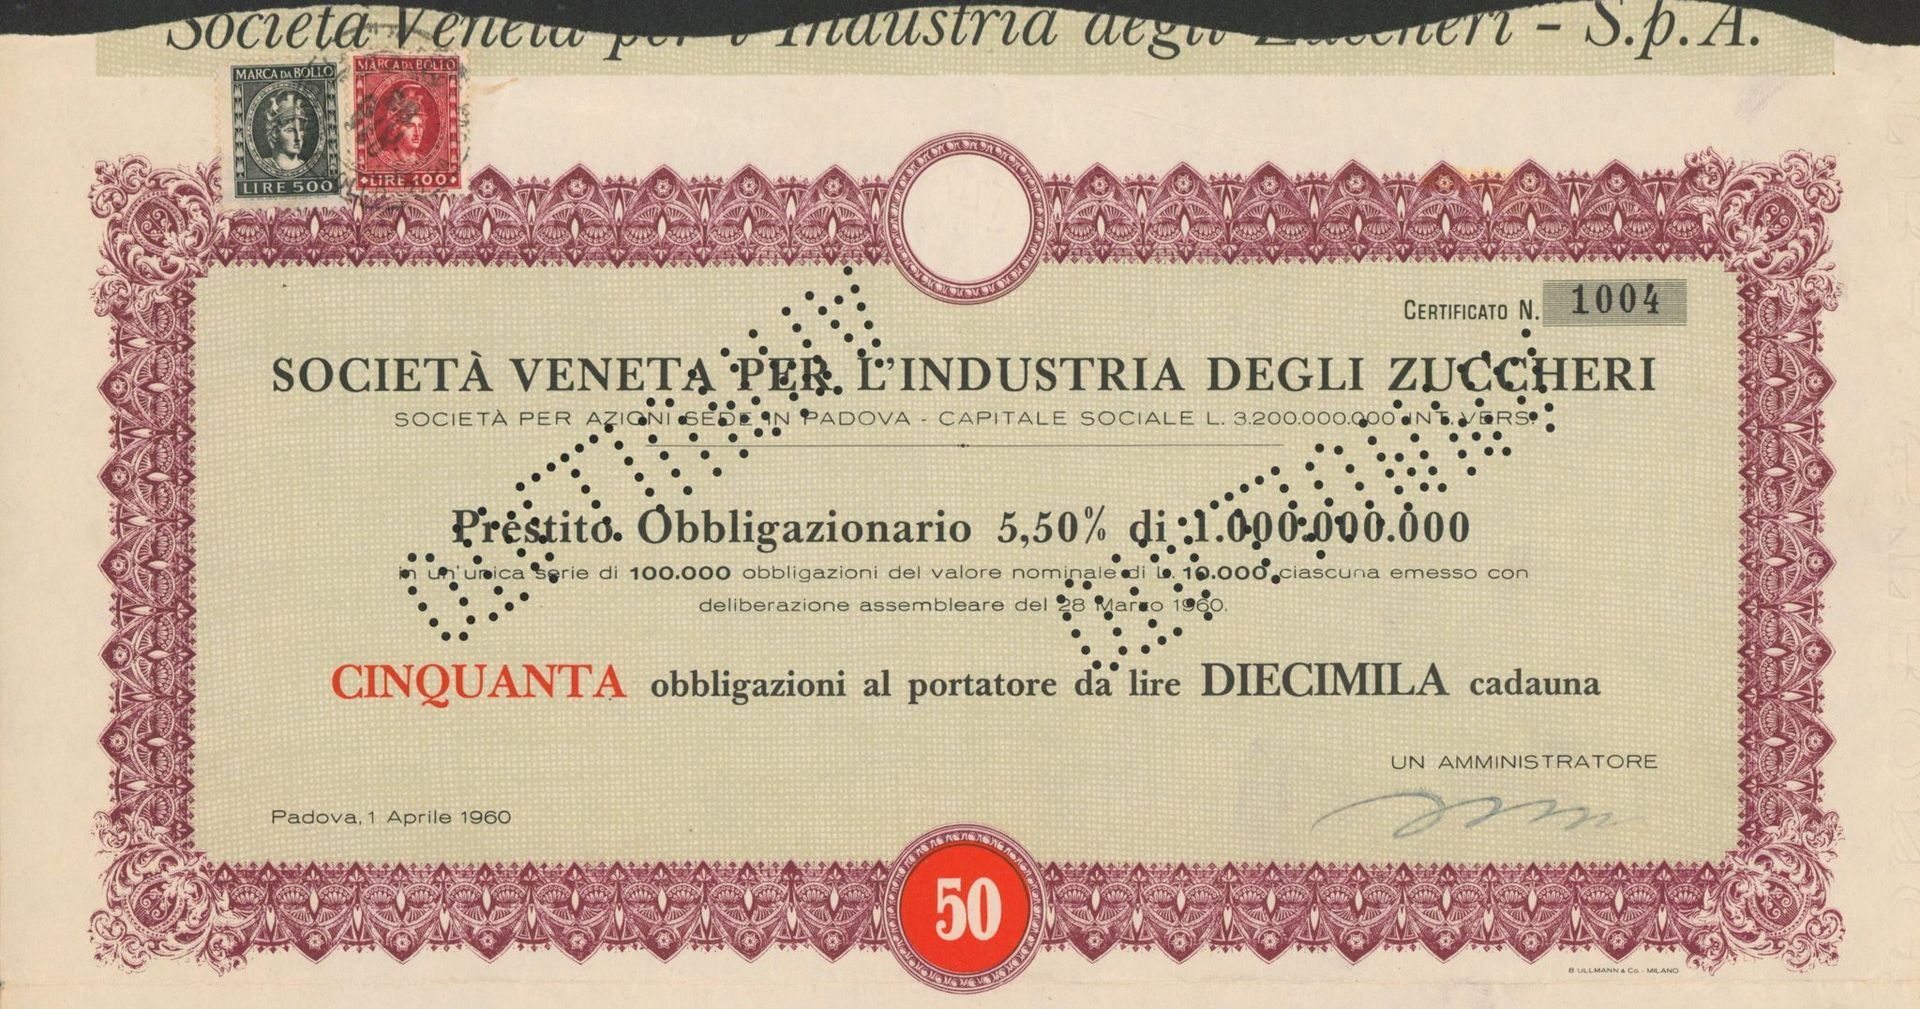 Società Veneta per l'Industria degli Zuccheri - S.p.A.
MARCA DA BOLLO
LIRE 500
MARCA DA BOLLO
LIRE 100
CERTIFICATO N. 1004
SOCIETÀ VENETA PER L'INDUSTRIA DEGLI ZUCCHERI
SOCIETÀ PER AZIONI SEDE IN PADOVA - CAPITALE SOCIALE L. 3.200.000.000 INT. VERS.
Prestito Obbligazionario 5,50% di 1.000.000.000
in un'unica serie di 100.000 obbligazioni del valore nominale di L. 10.000 ciascuna emesso con
deliberazione assembleare del 28 Marzo 1960.
CINQUANTA obbligazioni al portatore da lire DIECIMILA cadauna
UN AMMINISTRATORE
Padova, 1 Aprile 1960
50
B. ULLMANN & Co. - MILANO